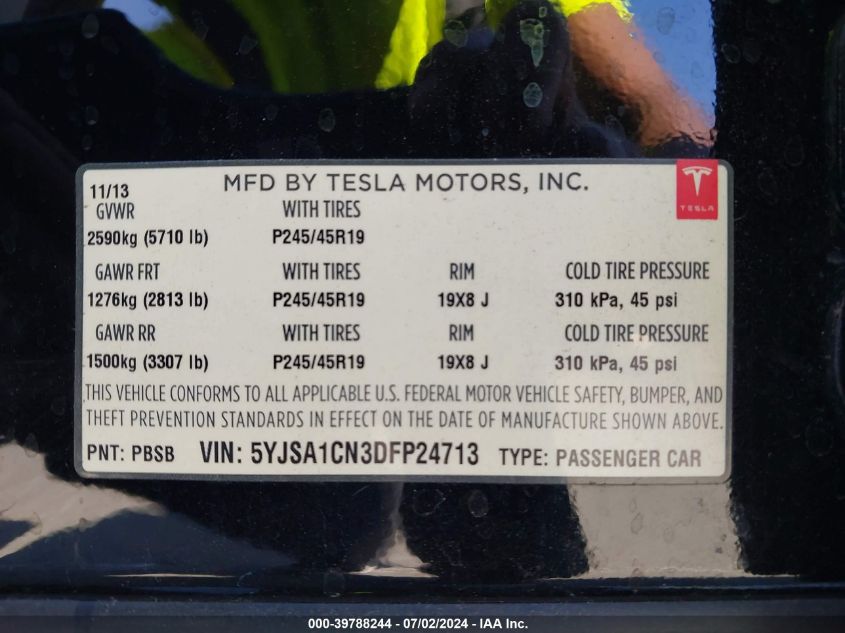 11/13 MFD BY TESLA MOTORS, INC.
TESLA
GVWR WITH TIRES
2590kg (5710 lb) P245/45R19
GAWR FRT WITH TIRES RIM COLD TIRE PRESSURE
1276kg (2813 lb) P245/45R19 19X8 J 310 kPa, 45 psi
GAWR RR WITH TIRES RIM COLD TIRE PRESSURE
1500kg (3307 lb) P245/45R19 19X8 J 310 kPa, 45 psi
THIS VEHICLE CONFORMS TO ALL APPLICABLE U.S. FEDERAL MOTOR VEHICLE SAFETY, BUMPER, AND
THEFT PREVENTION STANDARDS IN EFFECT ON THE DATE OF MANUFACTURE SHOWN ABOVE.
PNT: PBSB VIN: 5YJSA1CN3DFP24713 TYPE: PASSENGER CAR
000-39788244 - 07/02/2024 - IAA Inc.